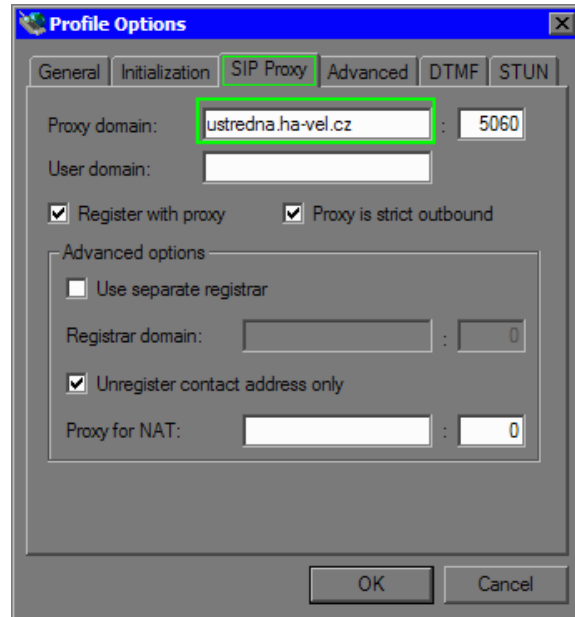 Profile Options
General Initialization SIP Proxy Advanced DTMF STUN
Proxy domain: ustredna.ha-vel.cz : 5060
User domain:
Register with proxy Proxy is strict outbound
Advanced options
Use separate registrar
Registrar domain: : 0
Unregister contact address only
Proxy for NAT: : 0
OK Cancel